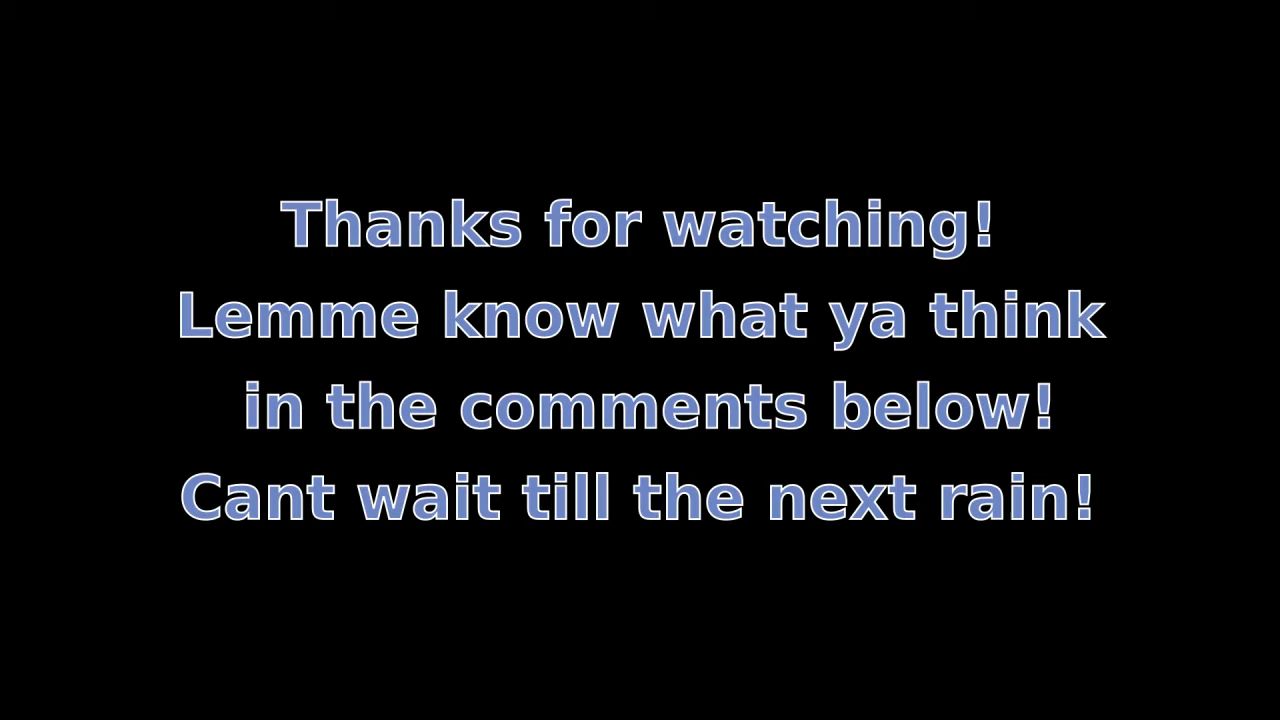 Thanks for watching!
Lemme know what ya think
in the comments below!
Cant wait till the next rain!